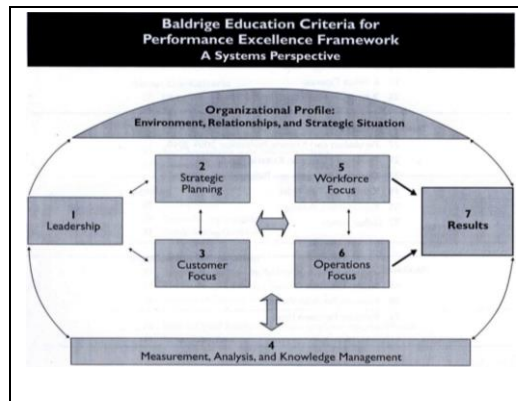 Baldrige Education Criteria for
Performance Excellence Framework
A Systems Perspective
Organizational Profile:
Environment, Relationships, and Strategic Situation
2
Strategic
Planning
5
Workforce
Focus
1
Leadership
7
Results
3
Customer
Focus
6
Operations
Focus
4
Measurement, Analysis, and Knowledge Management